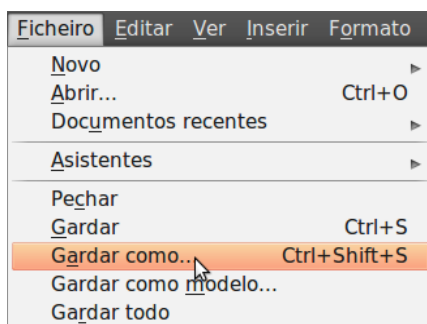 Ficheiro Editar Ver Inserir Formato
Novo
Abrir... Ctrl+O
Documentos recentes
Asistentes
Pechar
Gardar Ctrl+S
Gardar como... Ctrl+Shift+S
Gardar como modelo...
Gardar todo